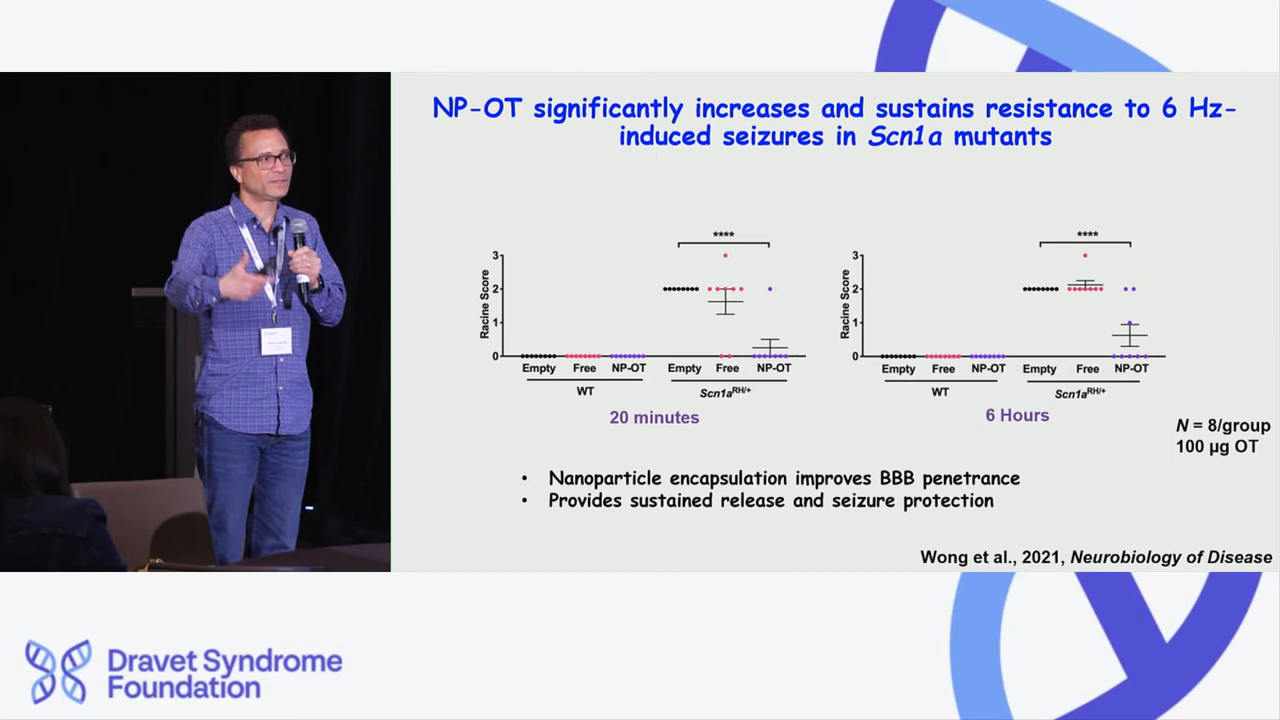 NP-OT significantly increases and sustains resistance to 6 Hz-
induced seizures in Scn1a mutants
****
3
2
1
0
Racine Score
Empty
Free
NP-OT
Empty
Free
NP-OT
WT
Scn1aRH/+
20 minutes
****
3
2
1
0
Racine Score
Empty
Free
NP-OT
Empty
Free
NP-OT
WT
Scn1aRH/+
6 Hours
N = 8/group
100 µg OT
• Nanoparticle encapsulation improves BBB penetrance
• Provides sustained release and seizure protection
Wong et al., 2021, Neurobiology of Disease
Dravet Syndrome
Foundation